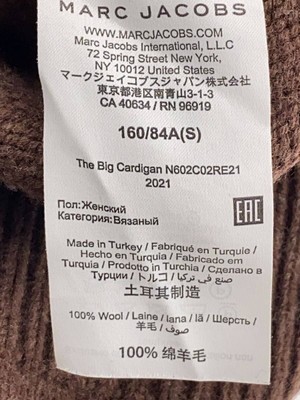 MARC JACOBS
WWW.MARCJACOBS.COM
Marc Jacobs International, L.L.C
72 Spring Street New York,
NY 10012 United States
マークジェイコブスジャパン株式会社
東京都港区南青山3-1-3
CA 40634 / RN 96919
160/84A(S)
The Big Cardigan N602C02RE21
2021
Пол:Женский
Категория:Вязаный
EAC
Made in Turkey / Fabriqué en Turquie /
Hecho en Turquía / Fabricado em
Turquia / Prodotto in Turchia / Сделано в
Турции / トルコ / صنع في تركيا
土耳其制造
100% Wool / Laine / lana / lã / Шерсть /
羊毛 / صوف /
100% 绵羊毛